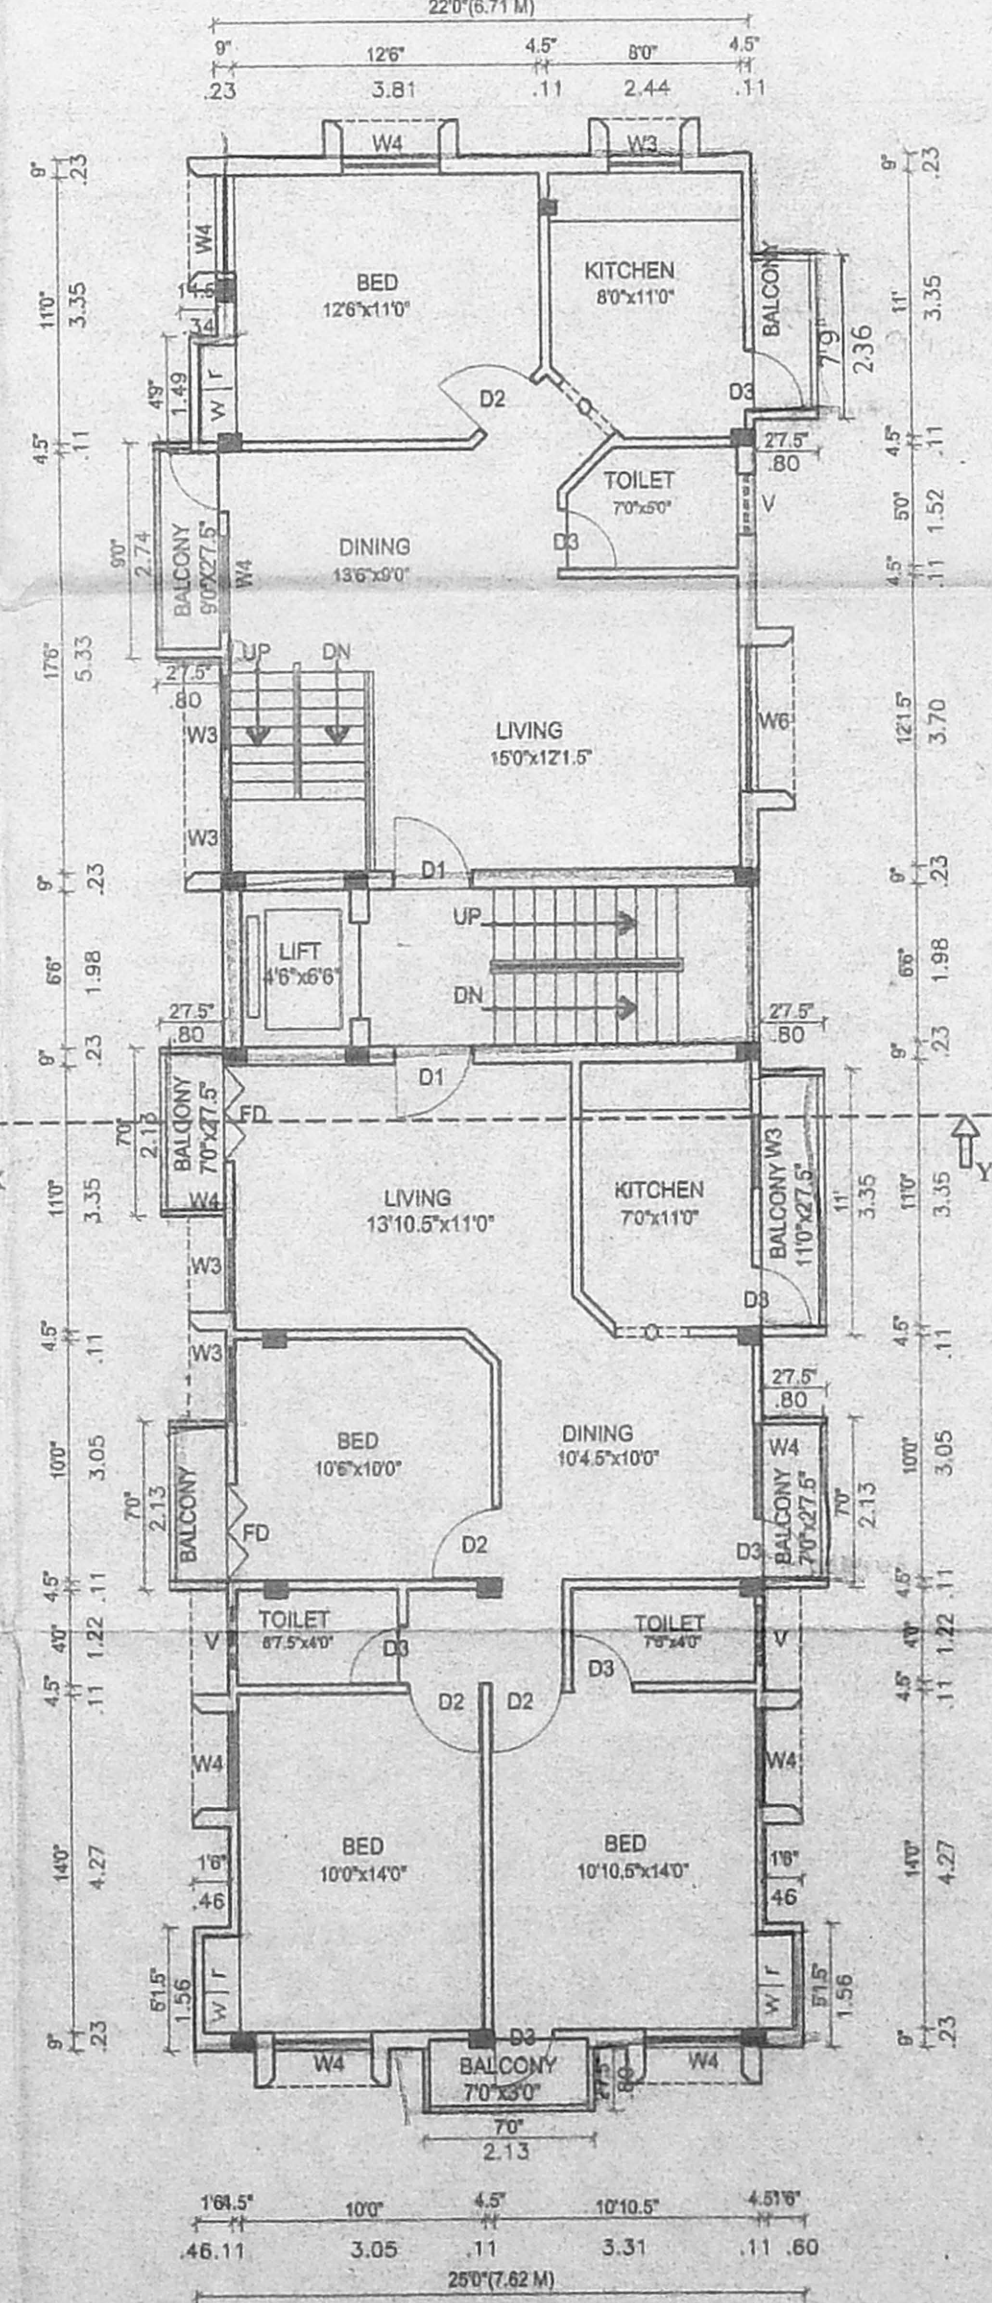 22'0"(6.71 M)
9" 12'6" 4.5" 8'0" 4.5"
.23 3.81 .11 2.44 .11
W4 W3
9" .23 9" .23
W4
BED
12'6"x11'0"
KITCHEN
8'0"x11'0"
BALCONY
11'0" 3.35
.34
7'9" 2.36
11' 3.35
4'9" 1.49
w r
D2
D3
4.5" .11
27.5"
.80
4.5" .11
TOILET
7'0"x5'0"
V
5'0" 1.52
9'0" 2.74
BALCONY
9'0"X27.5"
W4
DINING
13'6"x9'0"
D3
4.5" .11
17'6" 5.33
UP DN
27.5"
.80
W3
LIVING
15'0"x12'1.5"
W6
12'1.5" 3.70
W3
D1
9" .23 9" .23
UP
LIFT
4'6"x6'6"
6'6" 1.98
DN
6'6" 1.98
27.5"
.80
27.5"
.80
9" .23 9" .23
D1
7'0" 2.13
BALCONY
7'0"x27.5"
FD
W4
W3
BALCONY
11'0"x27.5"
Y
11'0" 3.35
LIVING
13'10.5"x11'0"
KITCHEN
7'0"x11'0"
11' 3.35
11'0" 3.35
W3
D3
4.5" .11
W3
4.5" .11
27.5"
.80
BED
10'6"x10'0"
DINING
10'4.5"x10'0"
W4
10'0" 3.05
7'0" 2.13
BALCONY
FD
D2
D3
BALCONY
7'0"x27.5"
7'0" 2.13
10'0" 3.05
4.5" .11 4.5" .11
TOILET
6'7.5"x4'0"
TOILET
7'6"x4'0"
4'0" 1.22
V
D3
D3
V
4'0" 1.22
4.5" .11
D2 D2
4.5" .11
W4 W4
BED
10'0"x14'0"
BED
10'10.5"x14'0"
14'0" 4.27
1'6"
.46
1'6"
46
14'0" 4.27
5'1.5" 1.56
w r
w r
5'1.5" 1.56
9" .23
D3
9" .23
W4
BALCONY
7'0"x3'0"
27.5" .80
W4
7'0"
2.13
1'6" 4.5" 10'0" 4.5" 10'10.5" 4.5 1'6"
.46 .11 3.05 .11 3.31 .11 .60
25'0"(7.62 M)